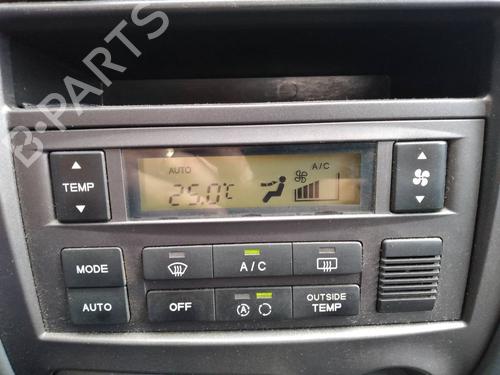 B-PARTS
AUTO
A/C
TEMP
25.0°C
MODE
A/C
AUTO
OFF
A
OUTSIDE
TEMP